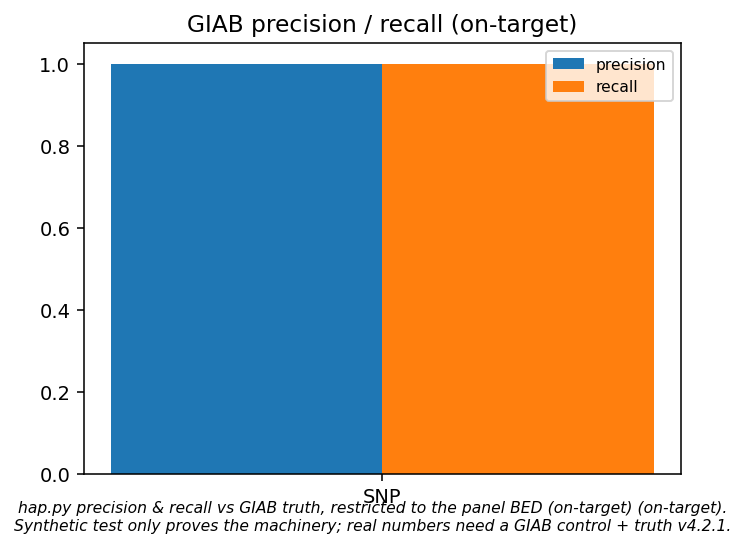 GIAB precision / recall (on-target)
1.0
0.8
0.6
0.4
0.2
0.0
precision
recall
SNP
hap.py precision & recall vs GIAB truth, restricted to the panel BED (on-target) (on-target).
Synthetic test only proves the machinery; real numbers need a GIAB control + truth v4.2.1.